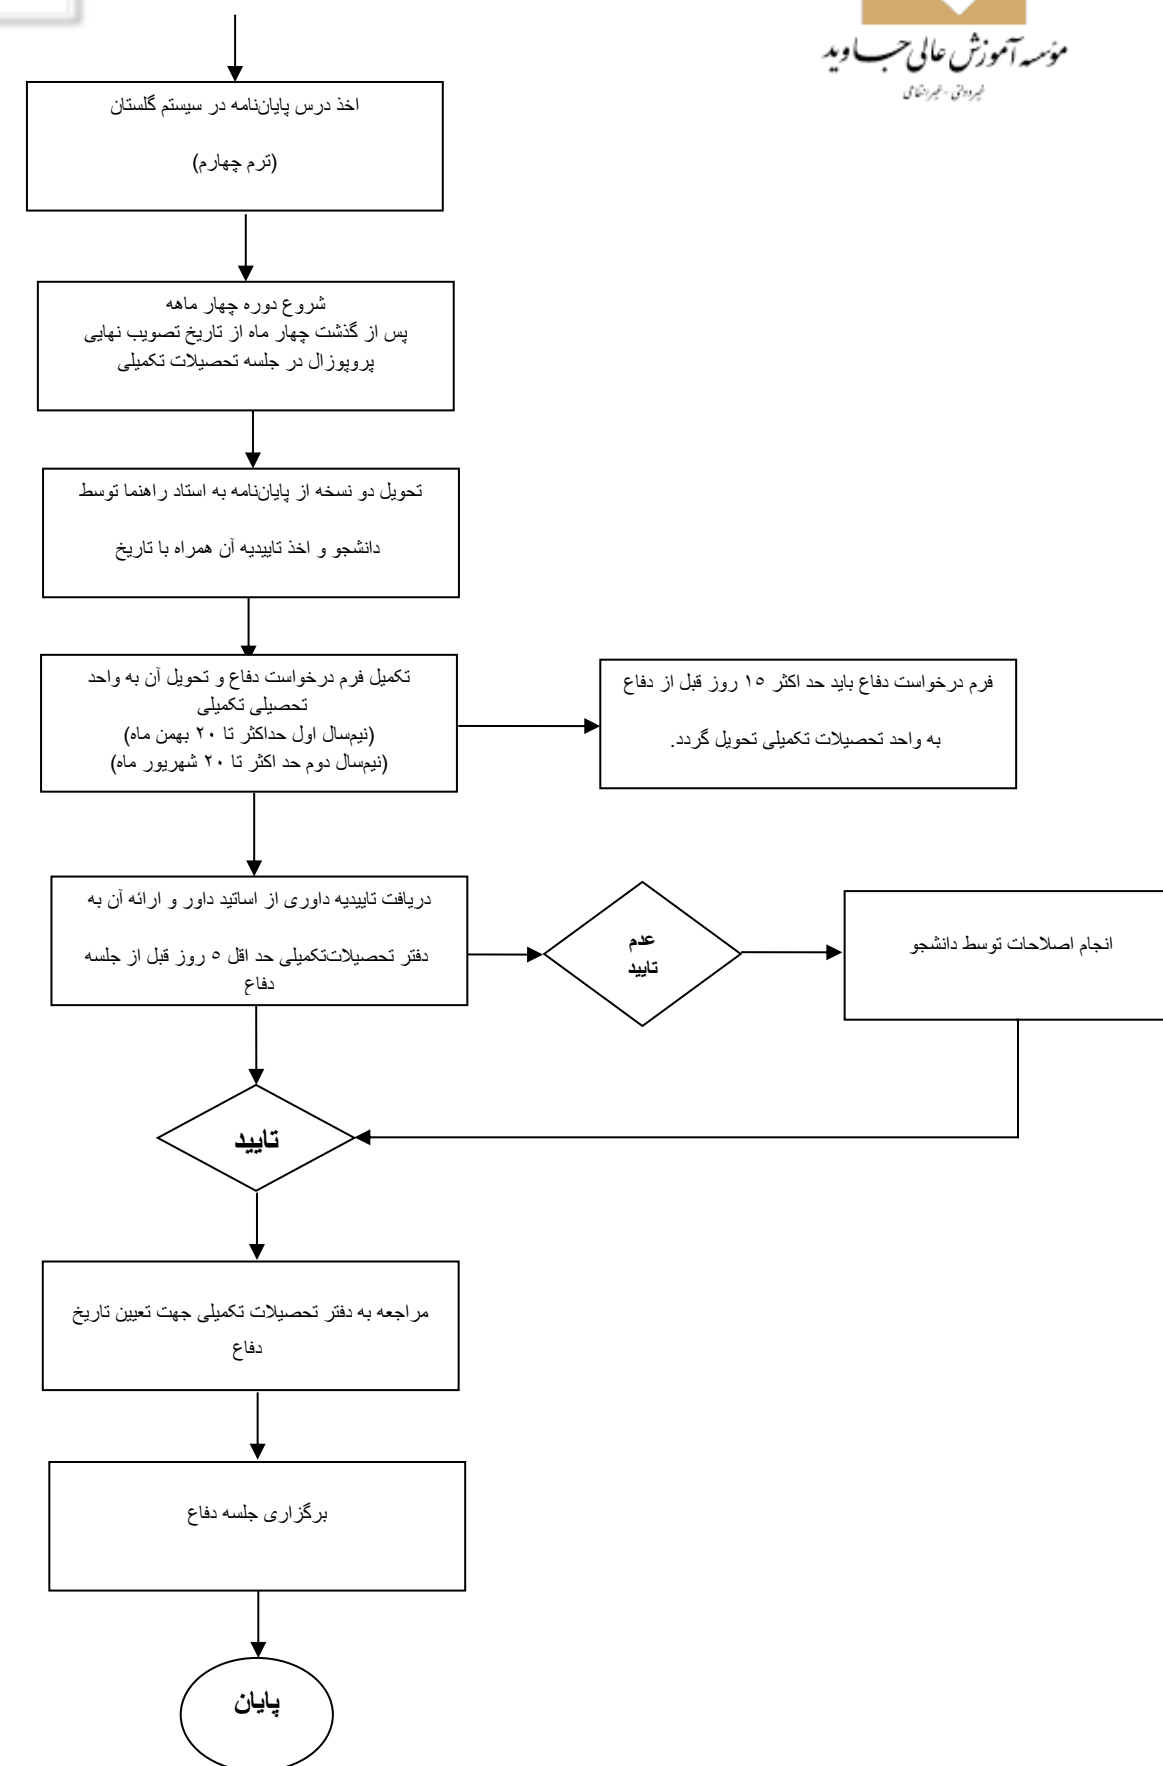 مؤسسه آموزش عالی جاوید
غیردولتی - غیرانتفاعی
اخذ درس پایان‌نامه در سیستم گلستان
(ترم چهارم)
شروع دوره چهار ماهه
پس از گذشت چهار ماه از تاریخ تصویب نهایی
پروپوزال در جلسه تحصیلات تکمیلی
تحویل دو نسخه از پایان‌نامه به استاد راهنما توسط
دانشجو و اخذ تاییدیه آن همراه با تاریخ
تکمیل فرم درخواست دفاع و تحویل آن به واحد
تحصیلی تکمیلی
(نیم‌سال اول حداکثر تا ۲۰ بهمن ماه)
(نیمسال دوم حد اکثر تا ۲۰ شهریور ماه)
فرم درخواست دفاع باید حد اکثر ۱۵ روز قبل از دفاع
به واحد تحصیلات تکمیلی تحویل گردد.
دریافت تاییدیه داوری از اساتید داور و ارائه آن به
دفتر تحصیلات‌تکمیلی حد اقل ۵ روز قبل از جلسه
دفاع
عدم
تایید
انجام اصلاحات توسط دانشجو
تایید
مراجعه به دفتر تحصیلات تکمیلی جهت تعیین تاریخ
دفاع
برگزاری جلسه دفاع
پایان